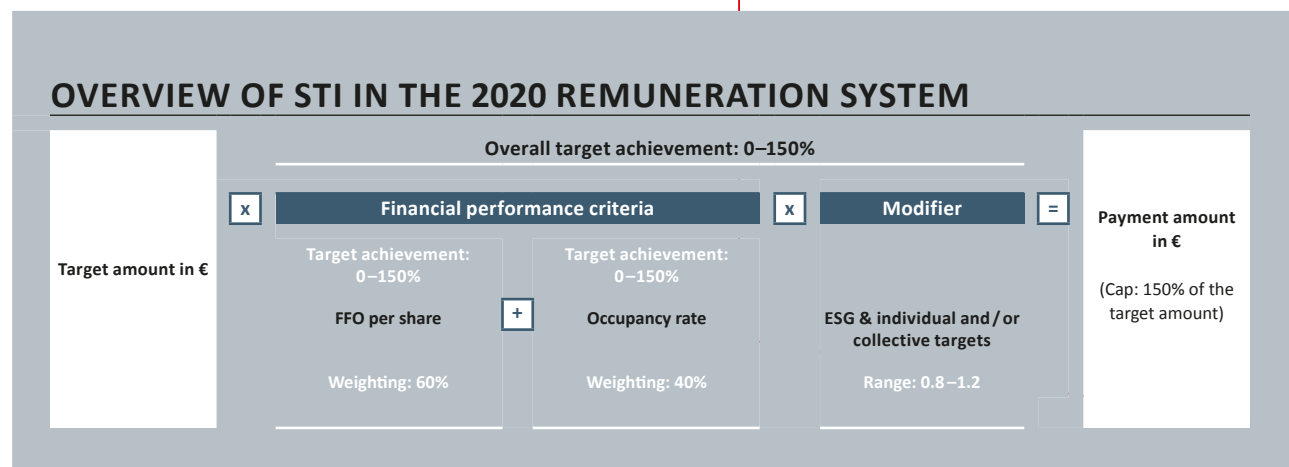 OVERVIEW OF STI IN THE 2020 REMUNERATION SYSTEM
Overall target achievement: 0–150%
Target amount in €
x
Financial performance criteria
Target achievement:
0–150%
FFO per share
Weighting: 60%
+
Target achievement:
0–150%
Occupancy rate
Weighting: 40%
x
Modifier
ESG & individual and / or
collective targets
Range: 0.8–1.2
=
Payment amount
in €
(Cap: 150% of the
target amount)